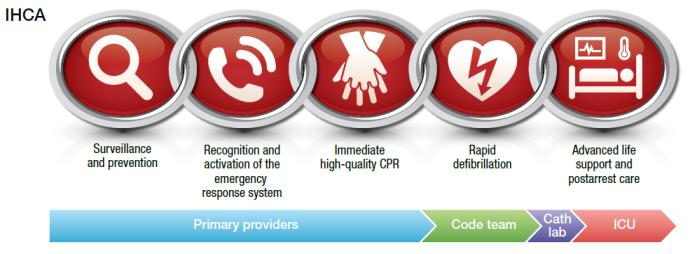 IHCA
Surveillance
and prevention
Recognition and
activation of the
emergency
response system
Immediate
high-quality CPR
Rapid
defibrillation
Advanced life
support and
postarrest care
Primary providers
Code team
Cath
lab
ICU